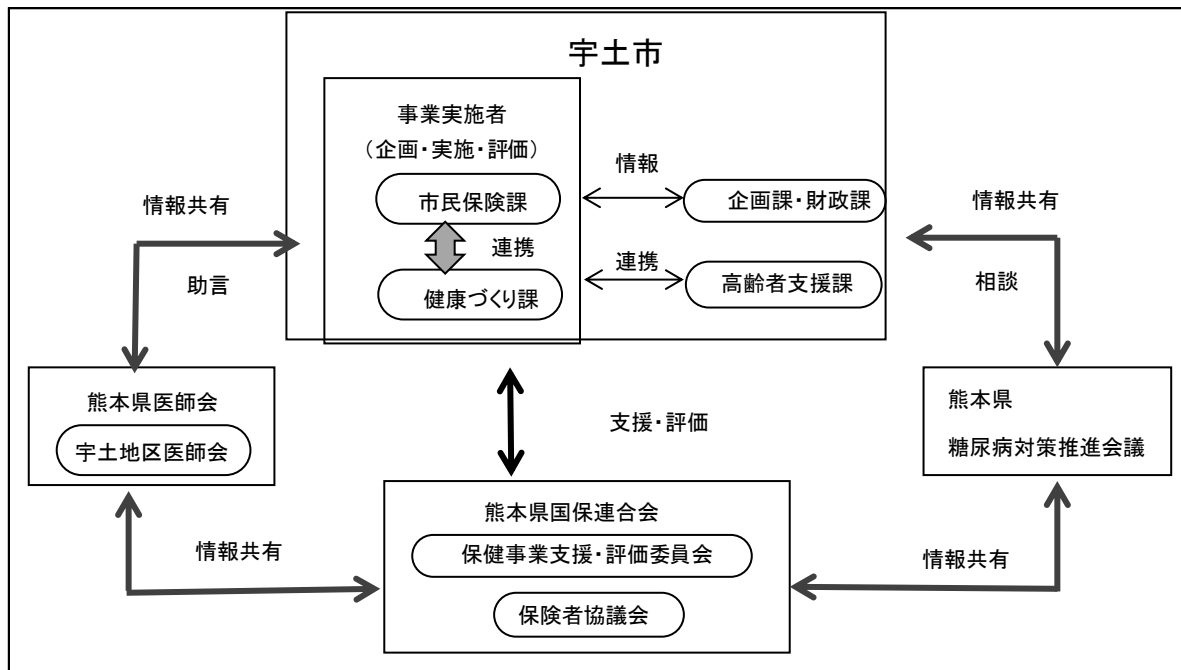 宇土市
事業実施者
（企画・実施・評価）
情報
市民保険課
企画課・財政課
情報共有
情報共有
連携
連携
助言
健康づくり課
高齢者支援課
相談
熊本県医師会
宇土地区医師会
支援・評価
熊本県
糖尿病対策推進会議
熊本県国保連合会
情報共有
保健事業支援・評価委員会
情報共有
保険者協議会